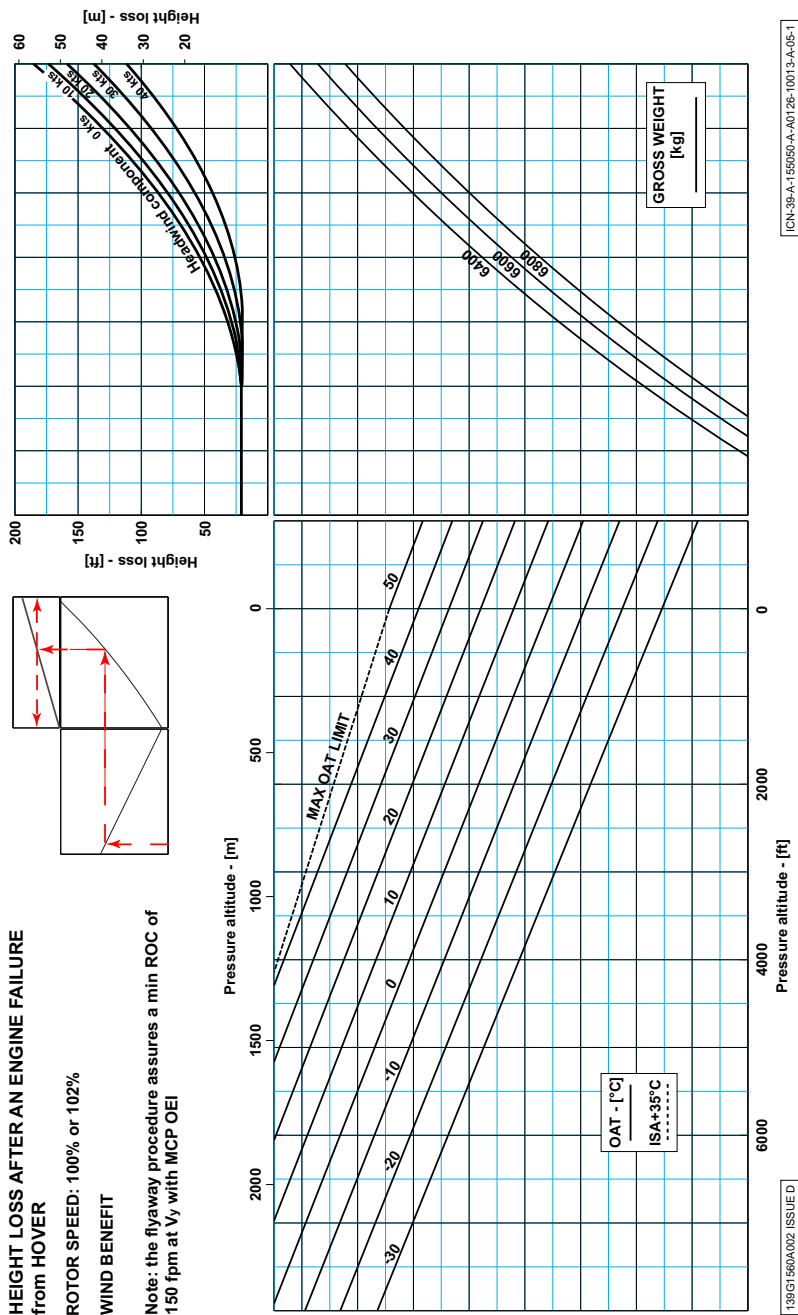 HEIGHT LOSS AFTER AN ENGINE FAILURE
from HOVER
ROTOR SPEED: 100% or 102%
WIND BENEFIT
Note: the flyaway procedure assures a min ROC of
150 fpm at Vy with MCP OEI
Height loss - [m]
60
50
40
30
20
Height loss - [ft]
200
150
100
50
Headwind component
0 kts
10 kts
20 kts
30 kts
40 kts
Pressure altitude - [m]
2000
1500
1000
500
0
MAX OAT LIMIT
50
40
30
20
10
0
-10
-20
-30
OAT - [°C]
ISA+35°C
6400
6600
6800
GROSS WEIGHT
[kg]
6000
4000
2000
0
Pressure altitude - [ft]
139G1560A002 ISSUE D
ICN-39-A-155050-A-A0126-10013-A-05-1